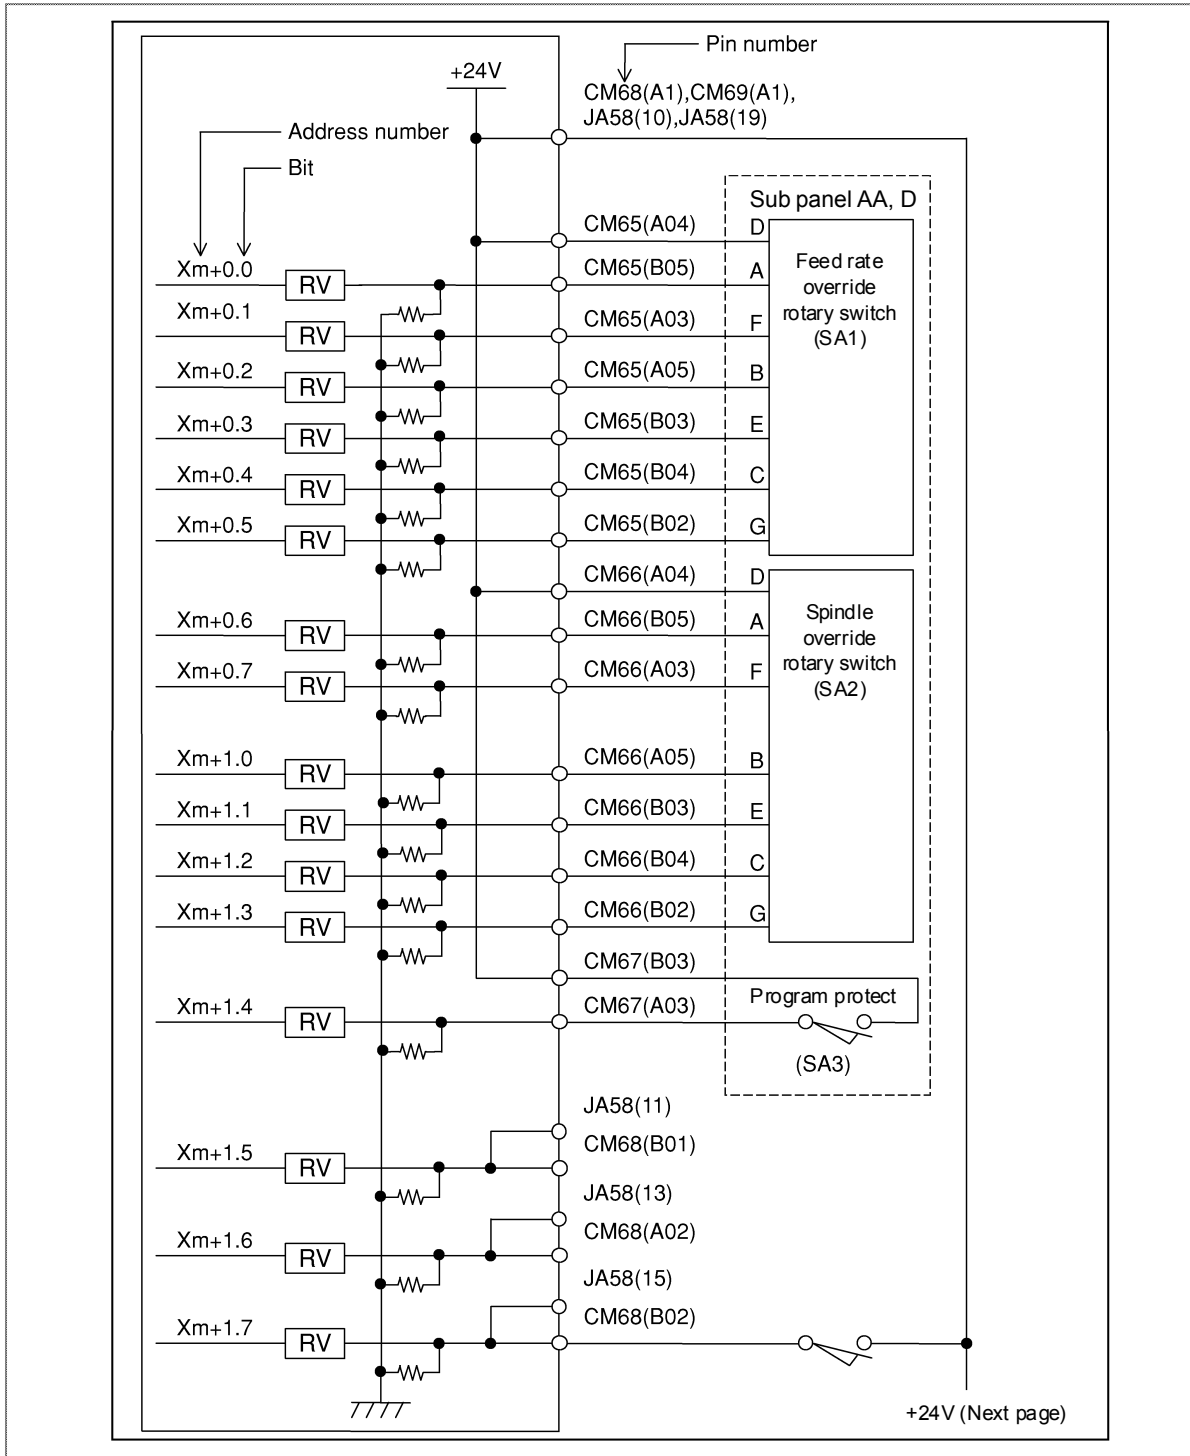 Pin number
+24V
CM68(A1),CM69(A1),
JA58(10),JA58(19)
Address number
Bit
Sub panel AA, D
CM65(A04) D
Xm+0.0 RV CM65(B05) A
Feed rate
override
rotary switch
(SA1)
Xm+0.1 RV CM65(A03) F
Xm+0.2 RV CM65(A05) B
Xm+0.3 RV CM65(B03) E
Xm+0.4 RV CM65(B04) C
Xm+0.5 RV CM65(B02) G
CM66(A04) D
Xm+0.6 RV CM66(B05) A
Spindle
override
rotary switch
(SA2)
Xm+0.7 RV CM66(A03) F
Xm+1.0 RV CM66(A05) B
Xm+1.1 RV CM66(B03) E
Xm+1.2 RV CM66(B04) C
Xm+1.3 RV CM66(B02) G
CM67(B03)
Xm+1.4 RV CM67(A03) Program protect
(SA3)
JA58(11)
Xm+1.5 RV CM68(B01)
JA58(13)
Xm+1.6 RV CM68(A02)
JA58(15)
Xm+1.7 RV CM68(B02)
+24V (Next page)